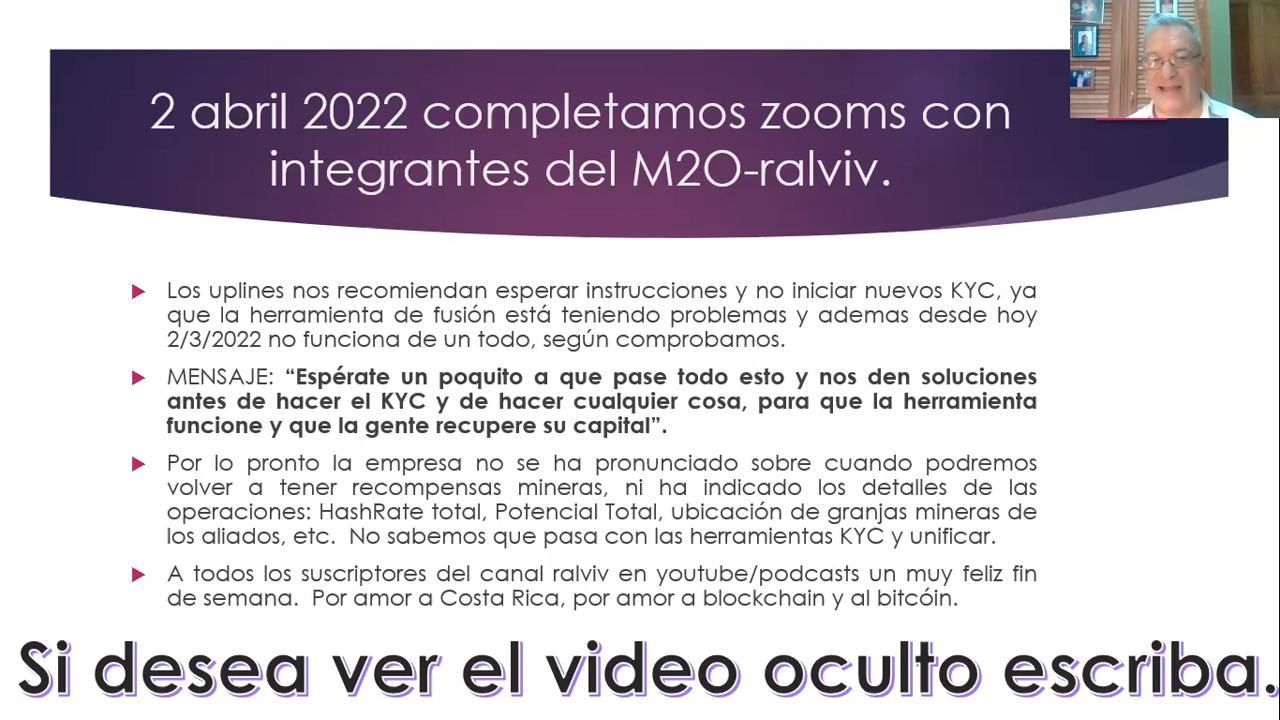 2 abril 2022 completamos zooms con
integrantes del M2O-ralviv.
Los uplines nos recomiendan esperar instrucciones y no iniciar nuevos KYC, ya
que la herramienta de fusión está teniendo problemas y ademas desde hoy
2/3/2022 no funciona de un todo, según comprobamos.
MENSAJE: “Espérate un poquito a que pase todo esto y nos den soluciones
antes de hacer el KYC y de hacer cualquier cosa, para que la herramienta
funcione y que la gente recupere su capital”.
Por lo pronto la empresa no se ha pronunciado sobre cuando podremos
volver a tener recompensas mineras, ni ha indicado los detalles de las
operaciones: HashRate total, Potencial Total, ubicación de granjas mineras de
los aliados, etc. No sabemos que pasa con las herramientas KYC y unificar.
A todos los suscriptores del canal ralviv en youtube/podcasts un muy feliz fin
de semana. Por amor a Costa Rica, por amor a blockchain y al bitcóin.
Si desea ver el video oculto escriba.